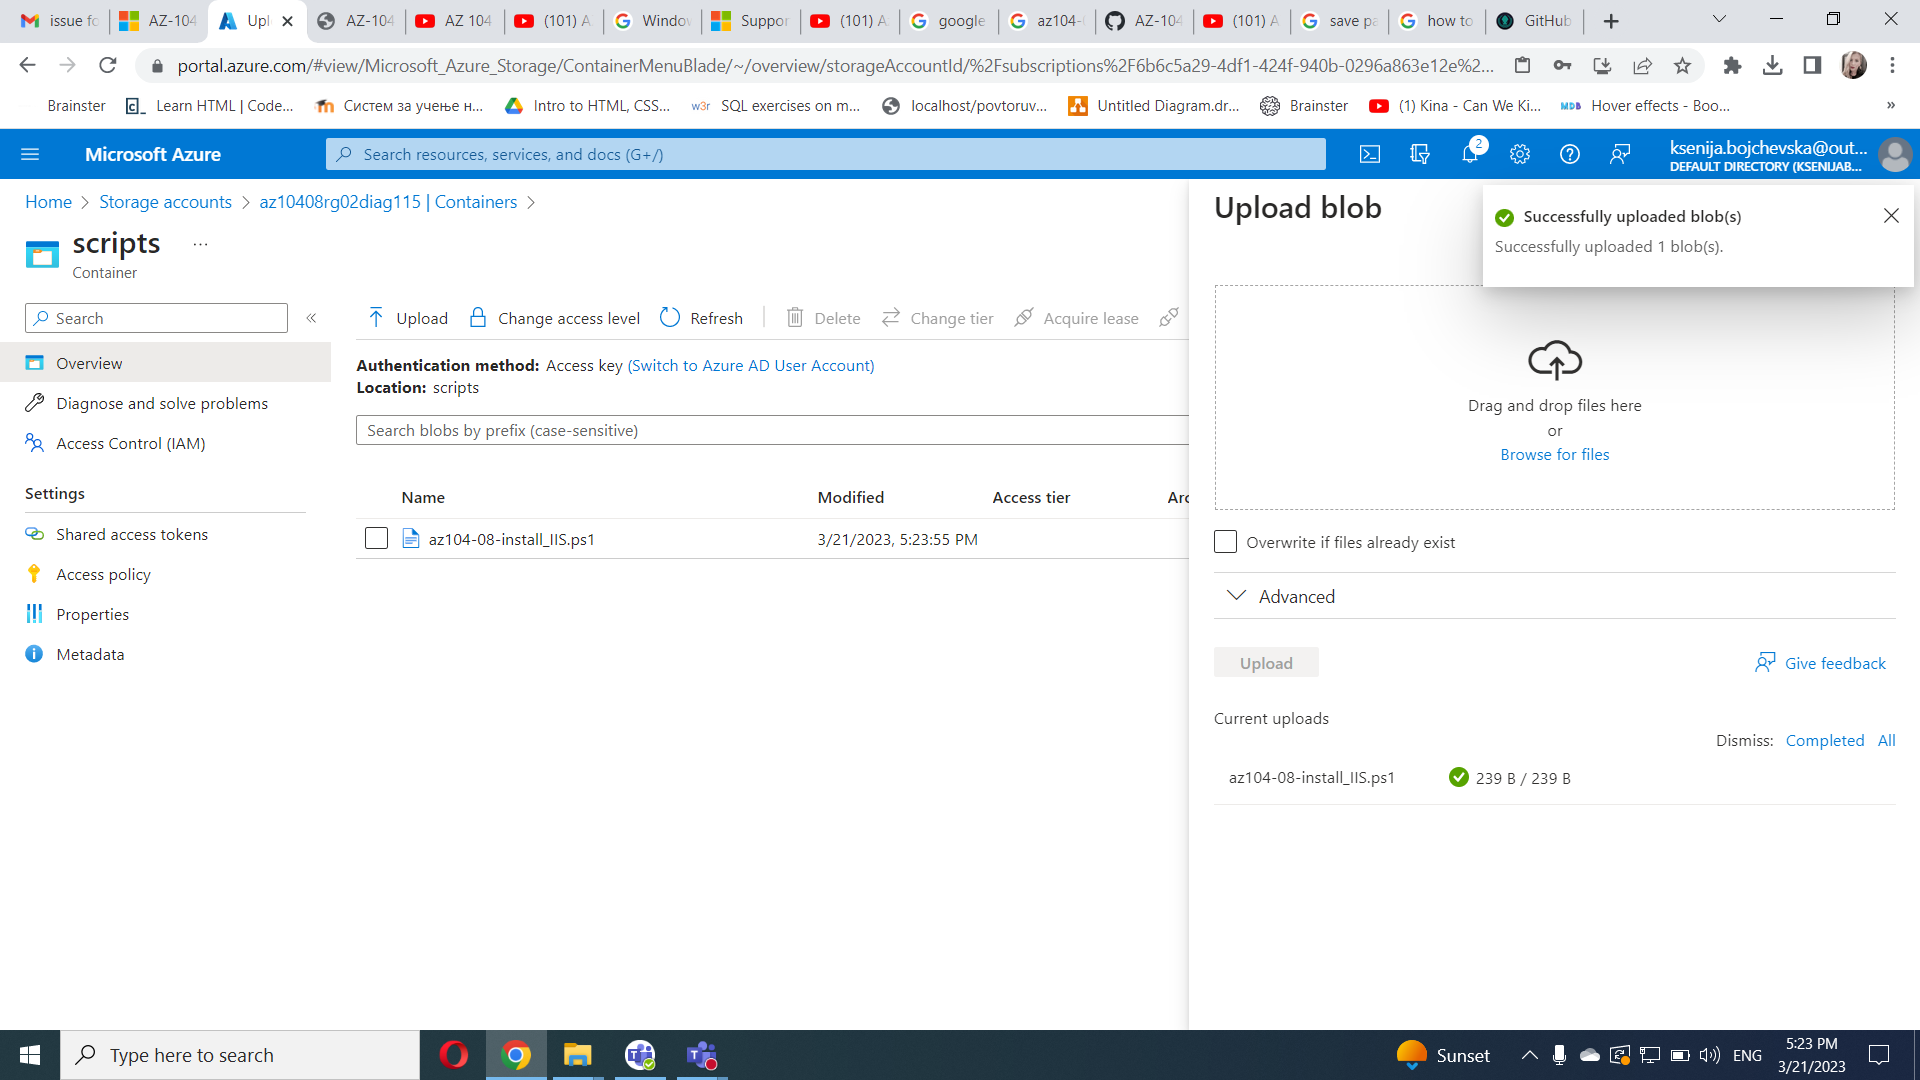 issue fo
AZ-104
Upl
AZ-104
AZ 104
(101) A
Windov
Suppor
(101) A
google
az104-
AZ-104
(101) A
save pa
how to
GitHub
portal.azure.com/#view/Microsoft_Azure_Storage/ContainerMenuBlade/~/overview/storageAccountId/%2Fsubscriptions%2F6b6c5a29-4df1-424f-940b-0296a863e12e%2...
Brainster
Learn HTML | Code...
Систем за учење н...
Intro to HTML, CSS...
w3r
SQL exercises on m...
localhost/povtoruv...
Untitled Diagram.dr...
Brainster
(1) Kina - Can We Ki...
MDB
Hover effects - Boo...
»
Microsoft Azure
Search resources, services, and docs (G+/)
2
ksenija.bojchevska@out...
DEFAULT DIRECTORY (KSENIJAB...
Home > Storage accounts > az10408rg02diag115 | Containers >
scripts ...
Container
Search
«
Overview
Diagnose and solve problems
Access Control (IAM)
Settings
Shared access tokens
Access policy
Properties
Metadata
Upload
Change access level
Refresh
Delete
Change tier
Acquire lease
Authentication method: Access key (Switch to Azure AD User Account)
Location: scripts
Search blobs by prefix (case-sensitive)
Name Modified Access tier Arc
az104-08-install_IIS.ps1 3/21/2023, 5:23:55 PM
Upload blob
Successfully uploaded blob(s)
Successfully uploaded 1 blob(s).
Drag and drop files here
or
Browse for files
Overwrite if files already exist
Advanced
Upload
Give feedback
Current uploads
Dismiss: Completed All
az104-08-install_IIS.ps1 239 B / 239 B
Type here to search
Sunset
ENG
5:23 PM
3/21/2023